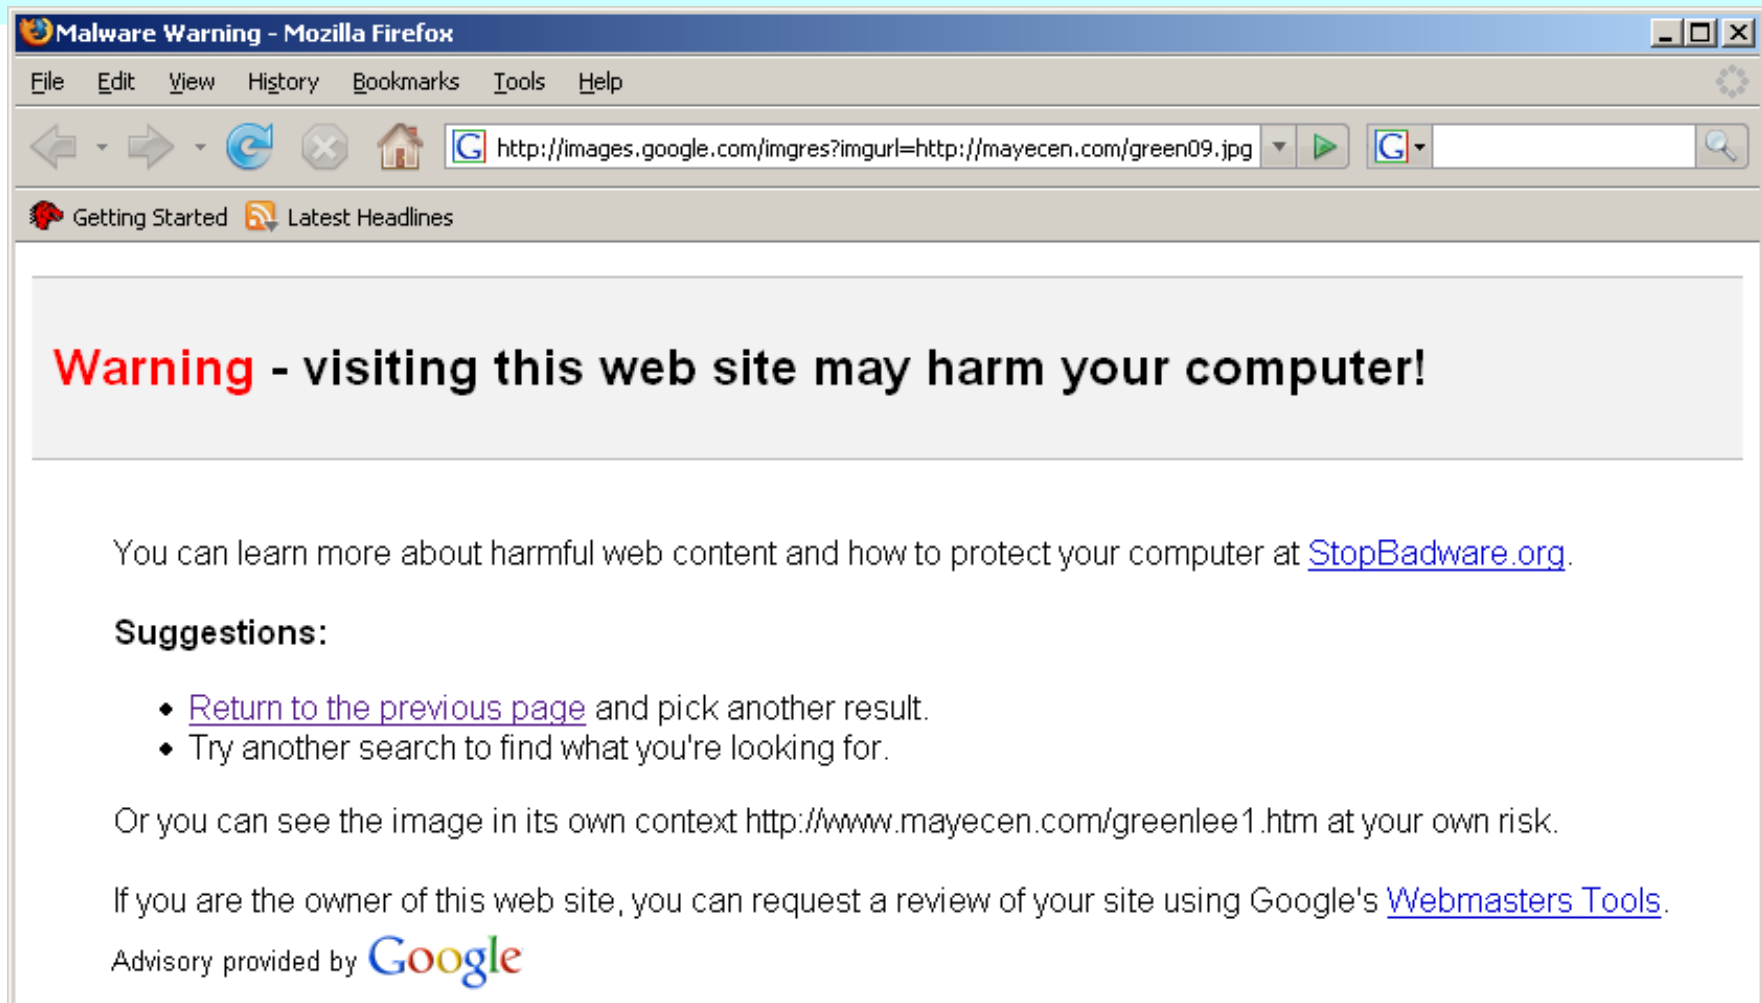 Malware Warning - Mozilla Firefox
File Edit View History Bookmarks Tools Help
http://images.google.com/imgres?imgurl=http://mayecen.com/green09.jpg
Getting Started Latest Headlines
Warning - visiting this web site may harm your computer!
You can learn more about harmful web content and how to protect your computer at StopBadware.org.
Suggestions:
• Return to the previous page and pick another result.
• Try another search to find what you're looking for.
Or you can see the image in its own context http://www.mayecen.com/greenlee1.htm at your own risk.
If you are the owner of this web site, you can request a review of your site using Google's Webmasters Tools.
Advisory provided by Google